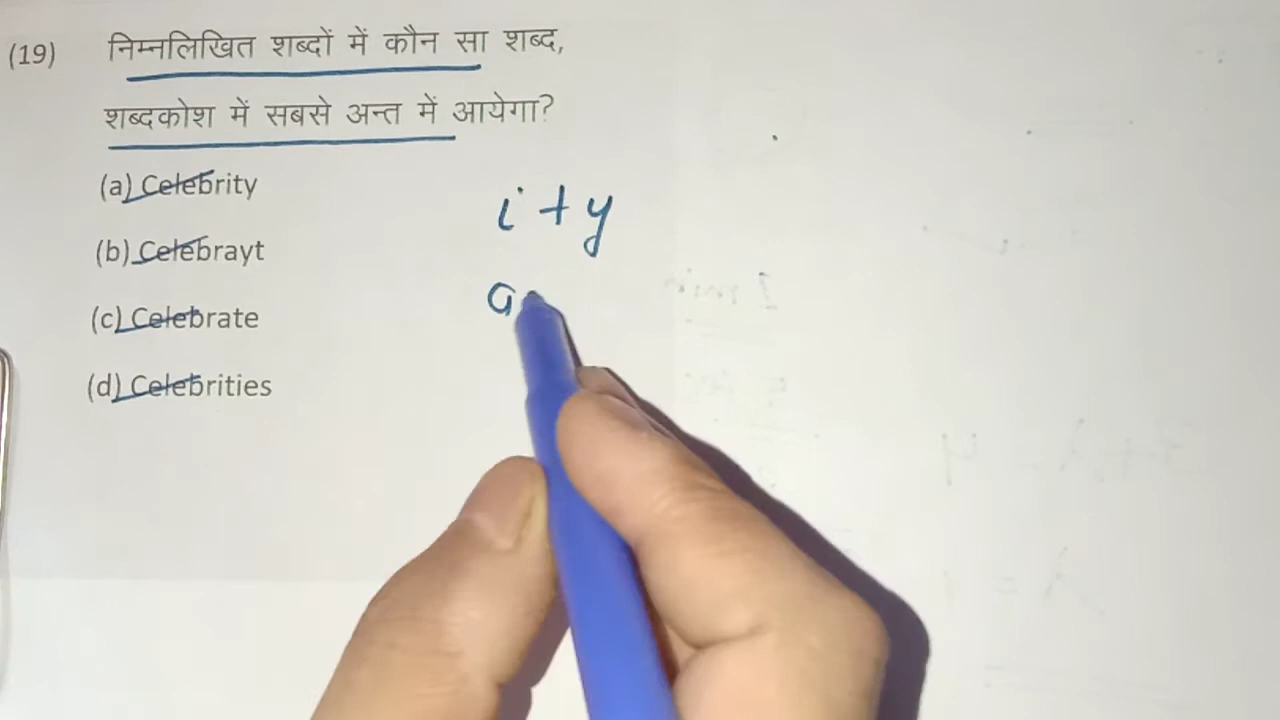 (19) निम्नलिखित शब्दों में कौन सा शब्द,
शब्दकोश में सबसे अन्त में आयेगा?
(a) Celebrity
(b) Celebrayt
(c) Celebrate
(d) Celebrities
i + y
a